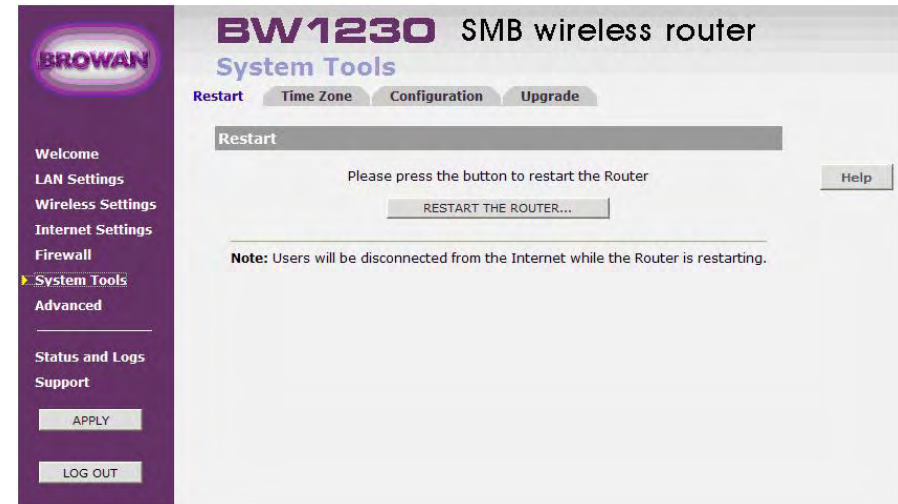 BROWAN
BW1230 SMB wireless router
System Tools
Restart Time Zone Configuration Upgrade
Restart
Please press the button to restart the Router
RESTART THE ROUTER...
Note: Users will be disconnected from the Internet while the Router is restarting.
Help
Welcome
LAN Settings
Wireless Settings
Internet Settings
Firewall
System Tools
Advanced
Status and Logs
Support
APPLY
LOG OUT